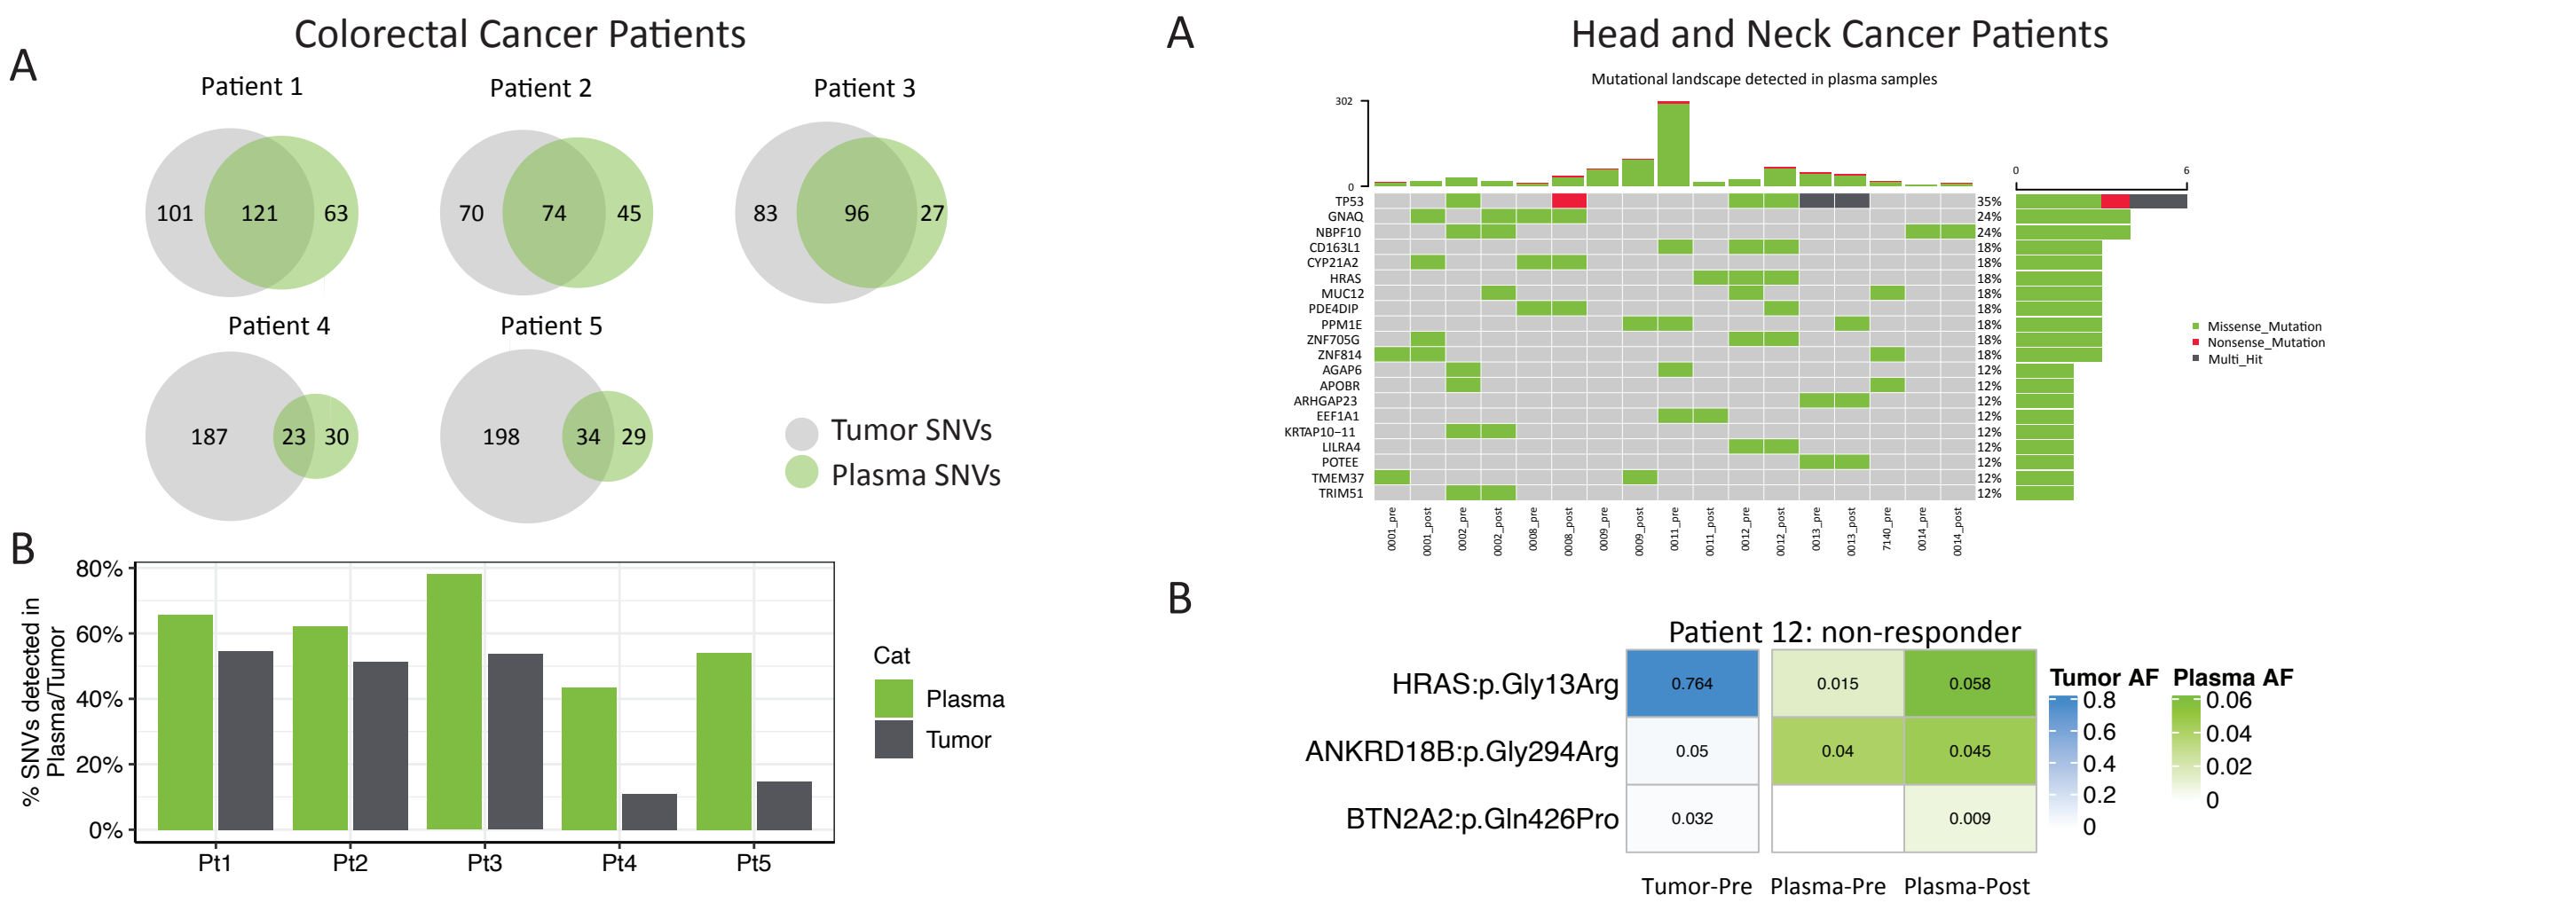 Colorectal Cancer Patients
A
Patient 1
Patient 2
Patient 3
101 121 63
70 74 45
83 96 27
Patient 4
Patient 5
187 23 30
198 34 29
Tumor SNVs
Plasma SNVs
B
% SNVs detected in
Plasma/Tumor
80%
60%
40%
20%
0%
Pt1 Pt2 Pt3 Pt4 Pt5
Cat
Plasma
Tumor
A
Head and Neck Cancer Patients
Mutational landscape detected in plasma samples
302
0
0 6
TP53 35%
GNAQ 24%
NBPF10 24%
CD163L1 18%
CYP21A2 18%
HRAS 18%
MUC12 18%
PDE4DIP 18%
PPM1E 18%
ZNF705G 18%
ZNF814 18%
AGAP6 12%
APOBR 12%
ARHGAP23 12%
EEF1A1 12%
KRTAP10−11 12%
LILRA4 12%
POTEE 12%
TMEM37 12%
TRIM51 12%
0001_pre
0001_post
0002_pre
0002_post
0008_pre
0008_post
0009_pre
0009_post
0011_pre
0011_post
0012_pre
0012_post
0013_pre
0013_post
7140_pre
0014_pre
0014_post
Missense_Mutation
Nonsense_Mutation
Multi_Hit
B
Patient 12: non-responder
HRAS:p.Gly13Arg 0.764 0.015 0.058
ANKRD18B:p.Gly294Arg 0.05 0.04 0.045
BTN2A2:p.Gln426Pro 0.032 0.009
Tumor-Pre Plasma-Pre Plasma-Post
Tumor AF
0.8
0.6
0.4
0.2
0
Plasma AF
0.06
0.04
0.02
0